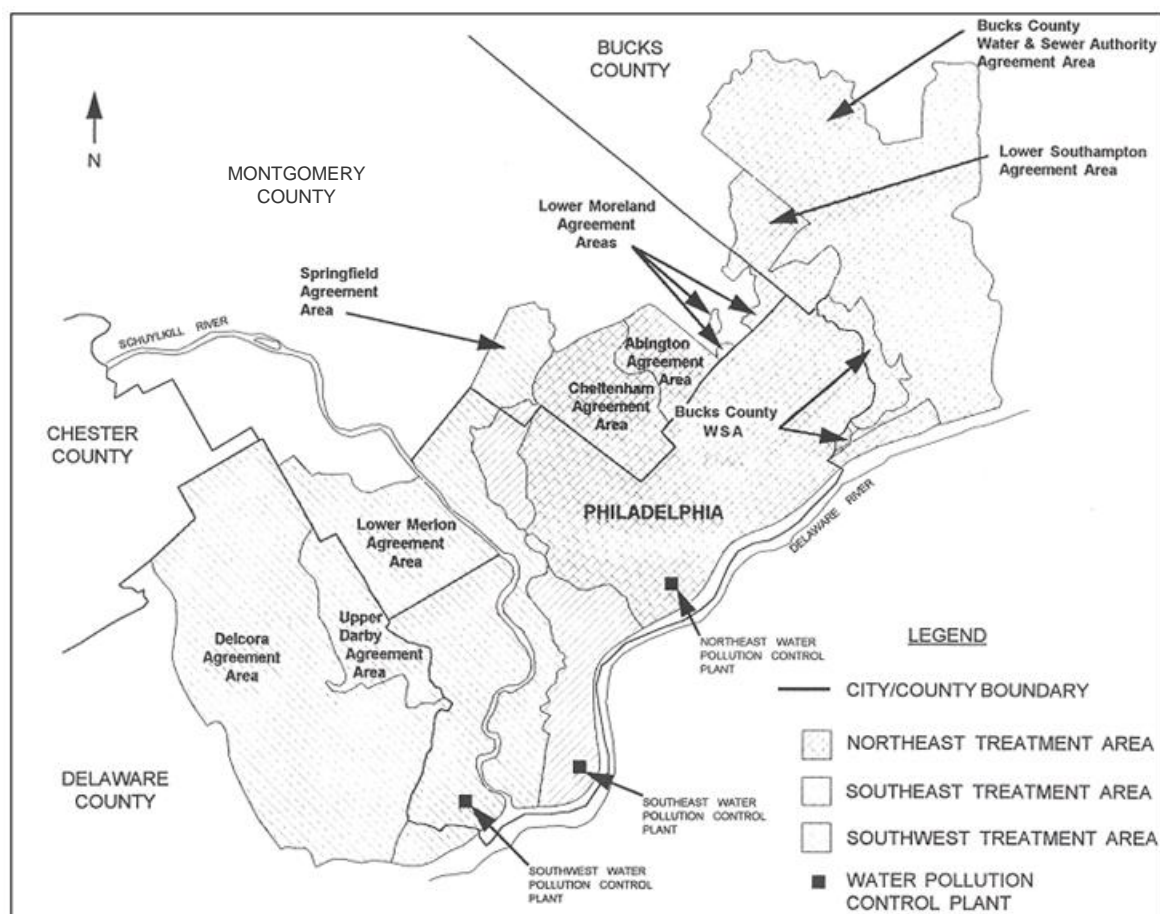 BUCKS
COUNTY
Bucks County
Water & Sewer Authority
Agreement Area
N
MONTGOMERY
COUNTY
Lower Southampton
Agreement Area
Lower Moreland
Agreement
Areas
Springfield
Agreement
Area
SCHUYLKILL RIVER
Abington
Agreement
Area
Cheltenham
Agreement
Area
Bucks County
WSA
CHESTER
COUNTY
PHILADELPHIA
DELAWARE RIVER
Lower Merion
Agreement
Area
Delcora
Agreement
Area
Upper
Darby
Agreement
Area
NORTHEAST WATER
POLLUTION CONTROL
PLANT
DELAWARE
COUNTY
SOUTHEAST WATER
POLLUTION CONTROL
PLANT
SOUTHWEST WATER
POLLUTION CONTROL
PLANT
LEGEND
CITY/COUNTY BOUNDARY
NORTHEAST TREATMENT AREA
SOUTHEAST TREATMENT AREA
SOUTHWEST TREATMENT AREA
WATER POLLUTION
CONTROL PLANT